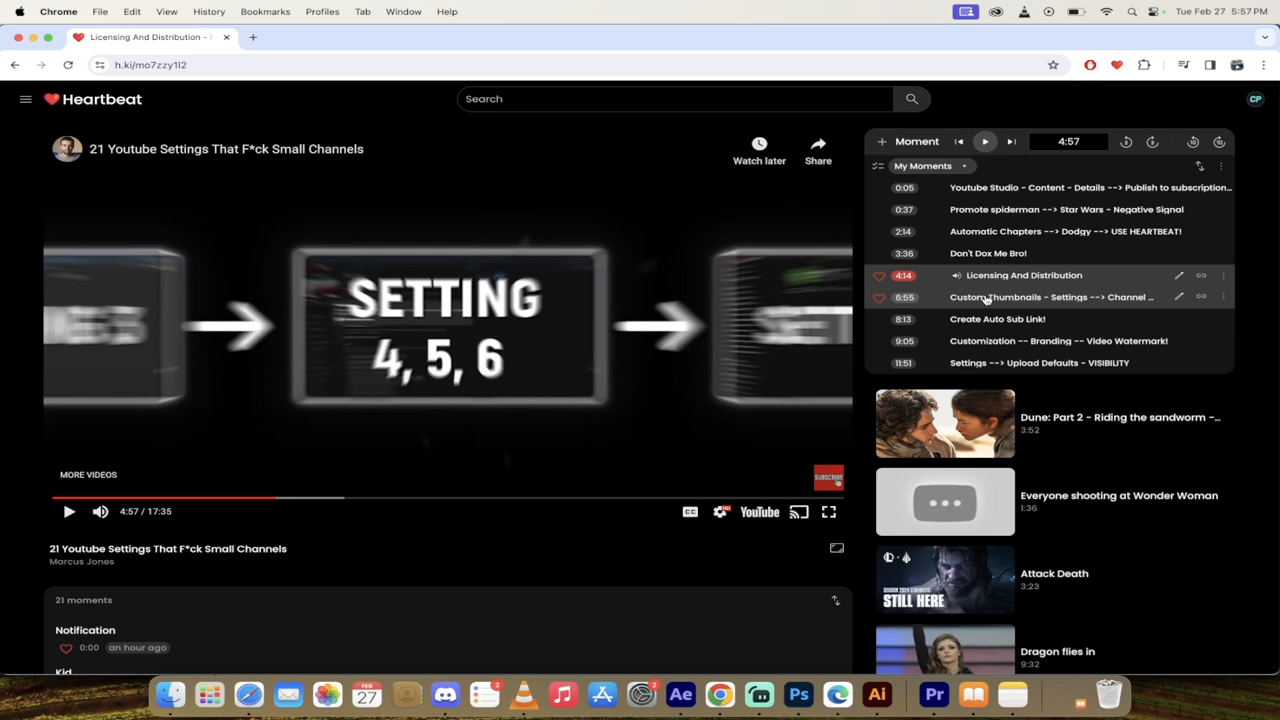 Chrome File Edit View History Bookmarks Profiles Tab Window Help Tue Feb 27 5:57 PM
Licensing And Distribution -
h.ki/mo7zzy1l2
Heartbeat
Search
CP
21 Youtube Settings That F*ck Small Channels
Watch later
Share
SETTING
4, 5, 6
MORE VIDEOS
SUBSCRIBE
4:57 / 17:35
CC
HD
YouTube
21 Youtube Settings That F*ck Small Channels
Marcus Jones
21 moments
Notification
0:00 an hour ago
Kid
Moment 4:57
My Moments
0:05 Youtube Studio - Content - Details --> Publish to subscription...
0:37 Promote spiderman --> Star Wars - Negative Signal
2:14 Automatic Chapters --> Dodgy --> USE HEARTBEAT!
3:36 Don't Dox Me Bro!
4:14 Licensing And Distribution
6:55 Custom Thumbnails - Settings --> Channel ...
8:13 Create Auto Sub Link!
9:05 Customization -- Branding -- Video Watermark!
11:51 Settings --> Upload Defaults - VISIBILITY
Dune: Part 2 - Riding the sandworm -...
3:52
Everyone shooting at Wonder Woman
1:36
STILL HERE
Attack Death
3:23
Dragon flies in
9:32
FEB
27
2
2
Ae
Ps
Ai
Pr